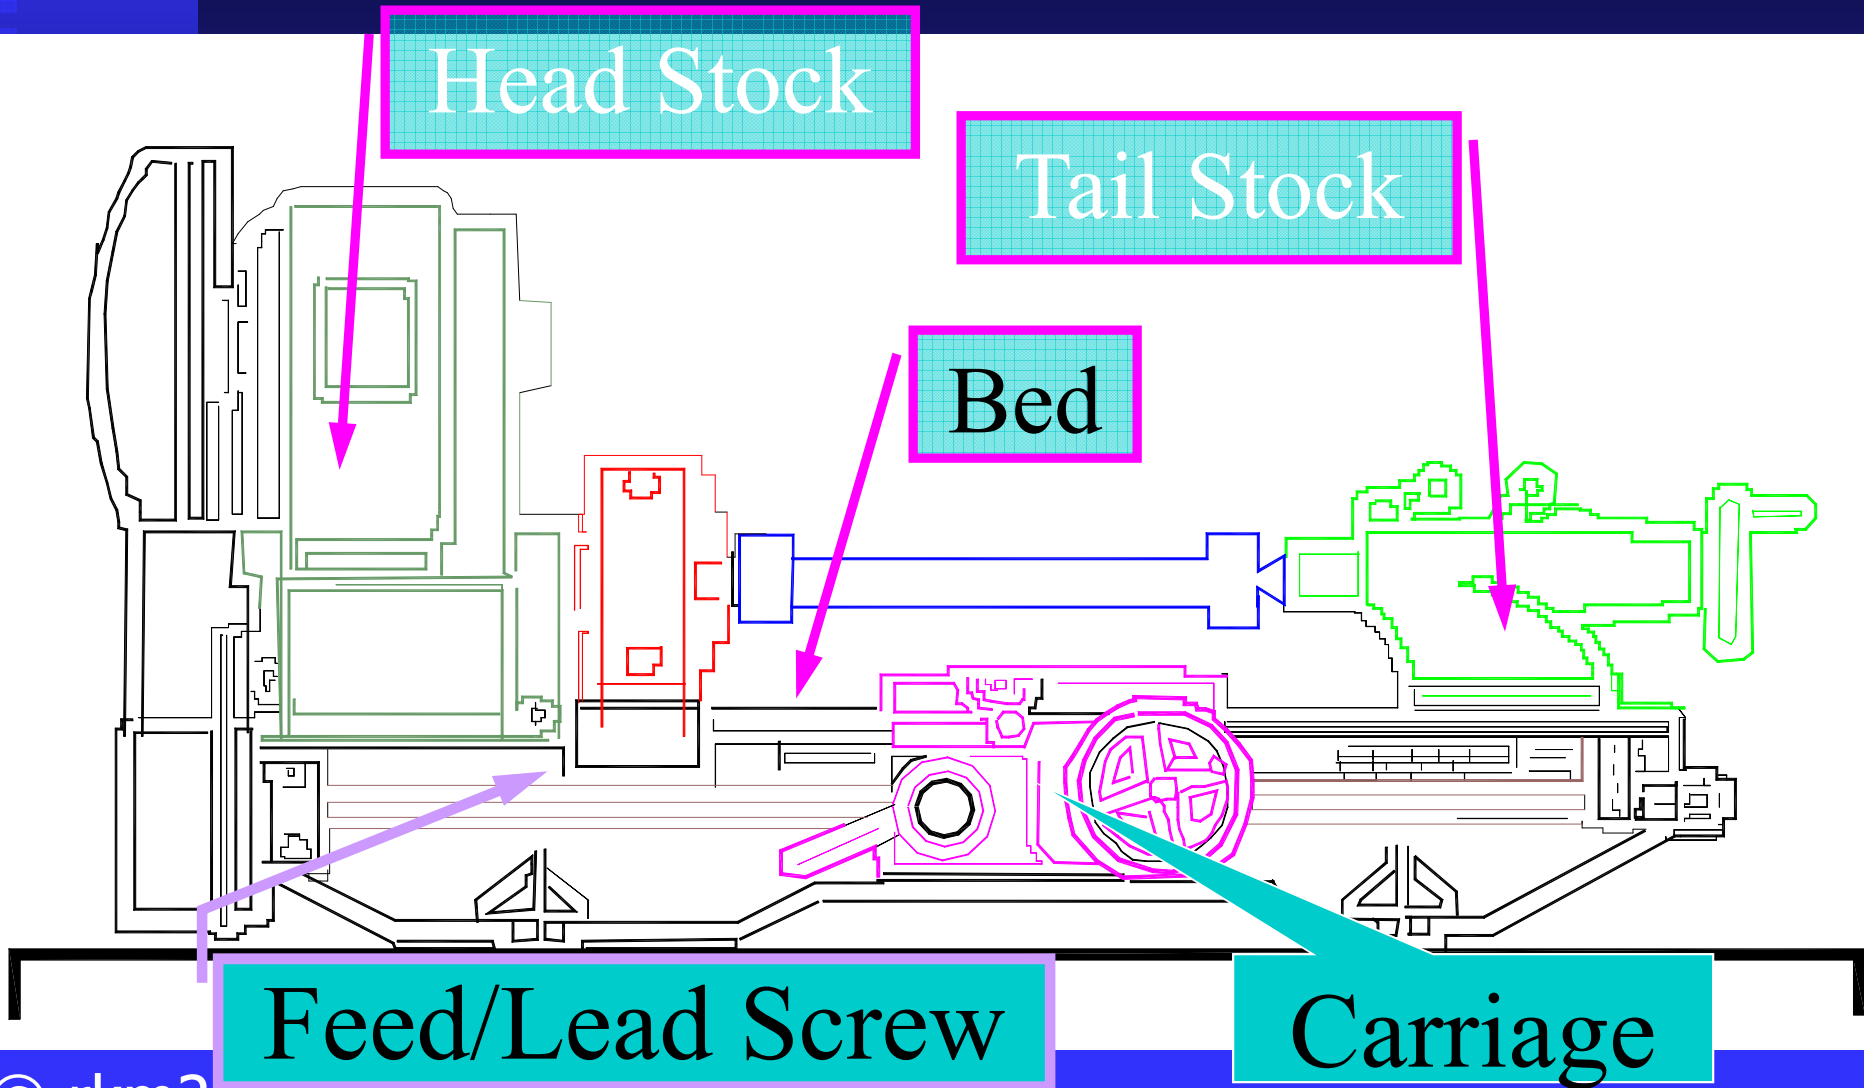 Head Stock
Tail Stock
Bed
Feed/Lead Screw
Carriage